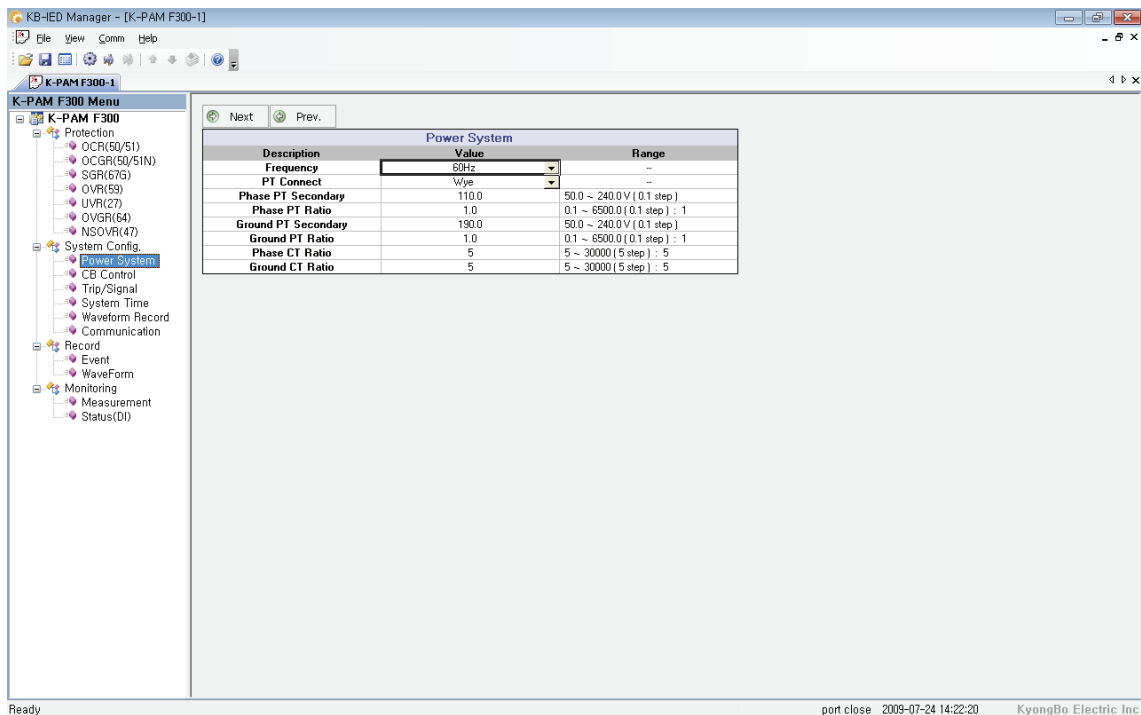 KB-IED Manager - [K-PAM F300-1]
File View Comm Help
K-PAM F300-1
K-PAM F300 Menu
K-PAM F300
Protection
OCR(50/51)
OCGR(50/51N)
SGR(67G)
OVR(59)
UVR(27)
OVGR(64)
NSOVR(47)
System Config.
Power System
CB Control
Trip/Signal
System Time
Waveform Record
Communication
Record
Event
WaveForm
Monitoring
Measurement
Status(DI)
Next Prev.
Power System
Description Value Range
Frequency 60Hz --
PT Connect Wye --
Phase PT Secondary 110.0 50.0 ~ 240.0 V ( 0.1 step )
Phase PT Ratio 1.0 0.1 ~ 6500.0 ( 0.1 step ) : 1
Ground PT Secondary 190.0 50.0 ~ 240.0 V ( 0.1 step )
Ground PT Ratio 1.0 0.1 ~ 6500.0 ( 0.1 step ) : 1
Phase CT Ratio 5 5 ~ 30000 ( 5 step ) : 5
Ground CT Ratio 5 5 ~ 30000 ( 5 step ) : 5
Ready port close 2009-07-24 14:22:20 KyongBo Electric Inc